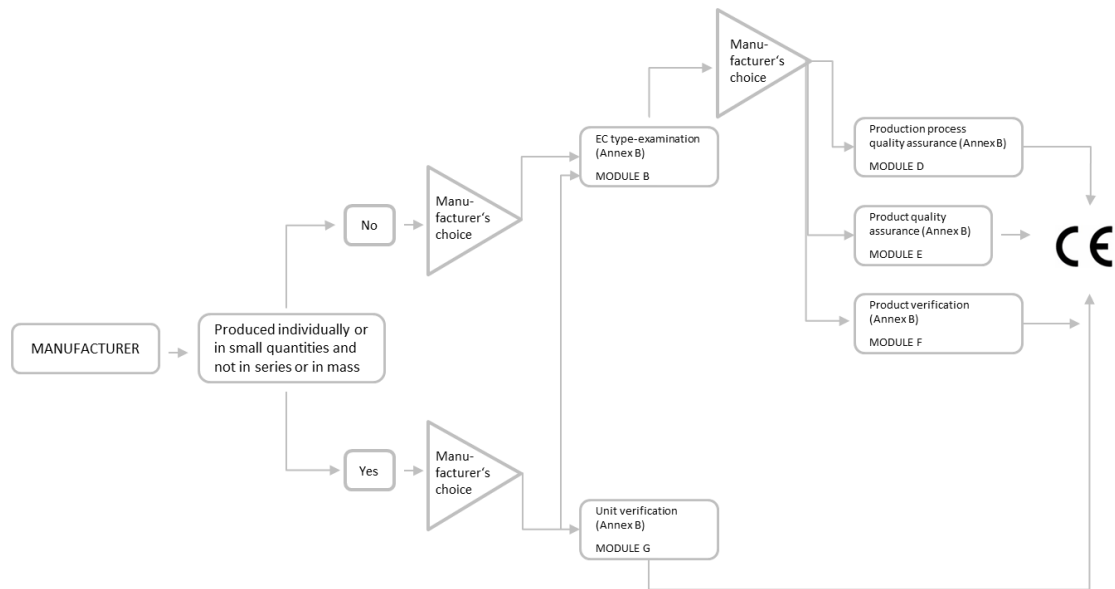 Manu-
facturer's
choice
EC type-examination
(Annex B)
MODULE B
Production process
quality assurance (Annex B)
MODULE D
No
Manu-
facturer's
choice
Product quality
assurance (Annex B)
MODULE E
CE
Product verification
(Annex B)
MODULE F
MANUFACTURER
Produced individually or
in small quantities and
not in series or in mass
Yes
Manu-
facturer's
choice
Unit verification
(Annex B)
MODULE G